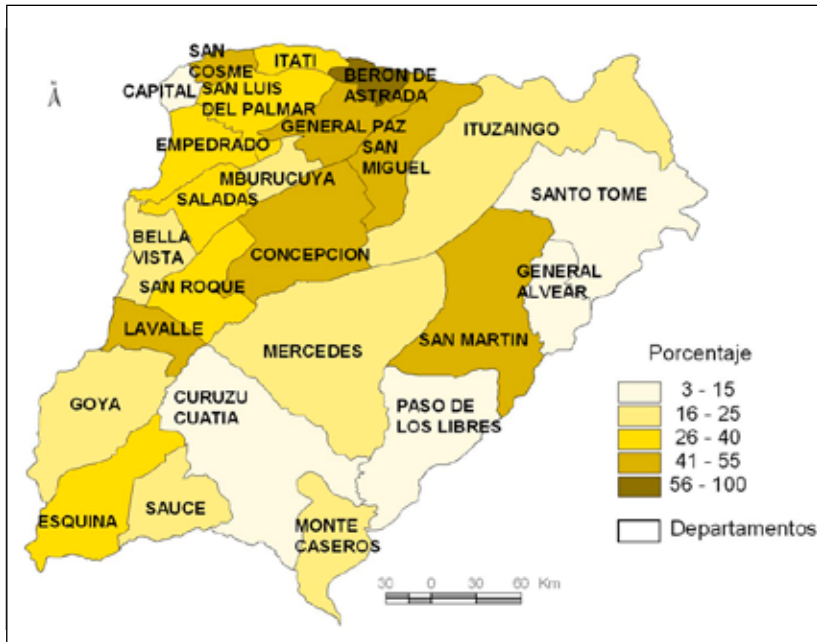 SAN
COSME
ITATI
BERON DE
ASTRADA
CAPITAL
SAN LUIS
DEL PALMAR
GENERAL PAZ
ITUZAINGO
EMPEDRADO
SAN
MIGUEL
MBURUCUYA
SANTO TOME
SALADAS
BELLA
VISTA
CONCEPCION
GENERAL
ALVEAR
SAN ROQUE
LAVALLE
MERCEDES
SAN MARTIN
GOYA
CURUZU
CUATIA
PASO DE
LOS LIBRES
ESQUINA
SAUCE
MONTE
CASEROS
Porcentaje
3 - 15
16 - 25
26 - 40
41 - 55
56 - 100
Departamentos
30 0 30 60 Km